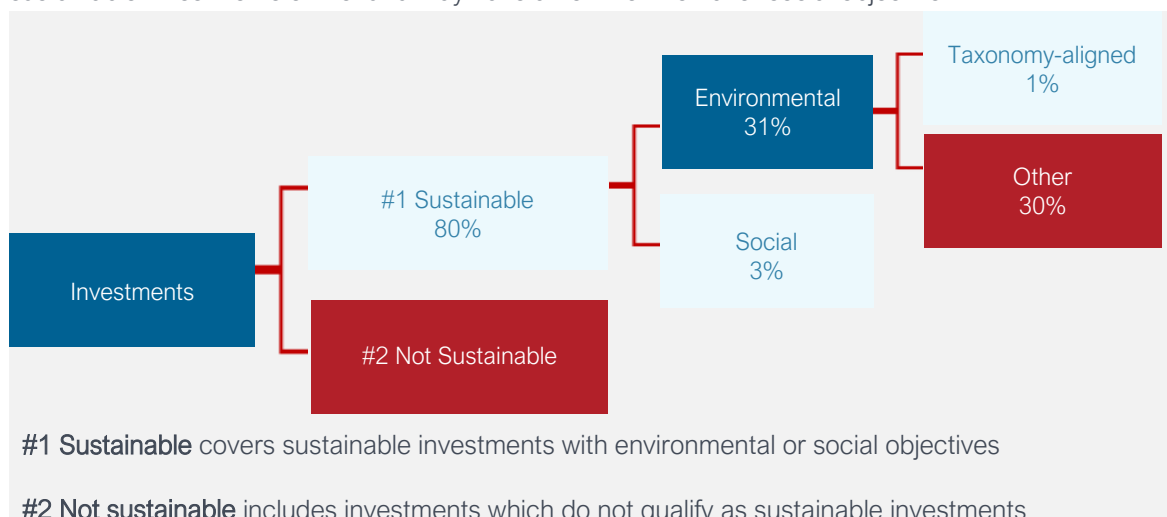 Taxonomy-aligned
1%
Environmental
31%
Other
30%
#1 Sustainable
80%
Social
3%
Investments
#2 Not Sustainable
#1 Sustainable covers sustainable investments with environmental or social objectives
#2 Not sustainable includes investments which do not qualify as sustainable investments